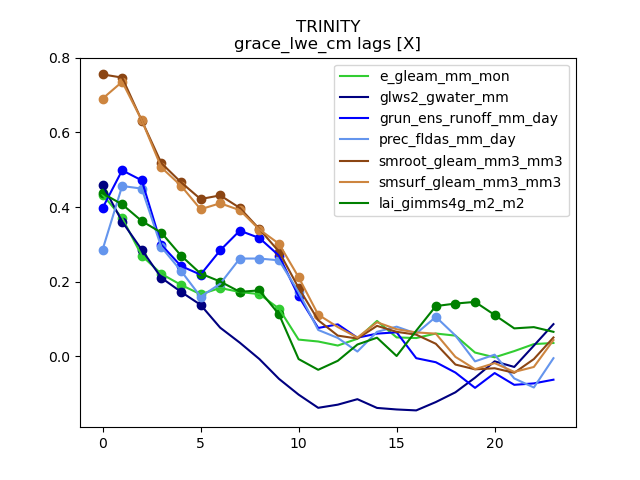 TRINITY
grace_lwe_cm lags [X]
0.8
0.6
0.4
0.2
0.0
0 5 10 15 20
e_gleam_mm_mon
glws2_gwater_mm
grun_ens_runoff_mm_day
prec_fldas_mm_day
smroot_gleam_mm3_mm3
smsurf_gleam_mm3_mm3
lai_gimms4g_m2_m2